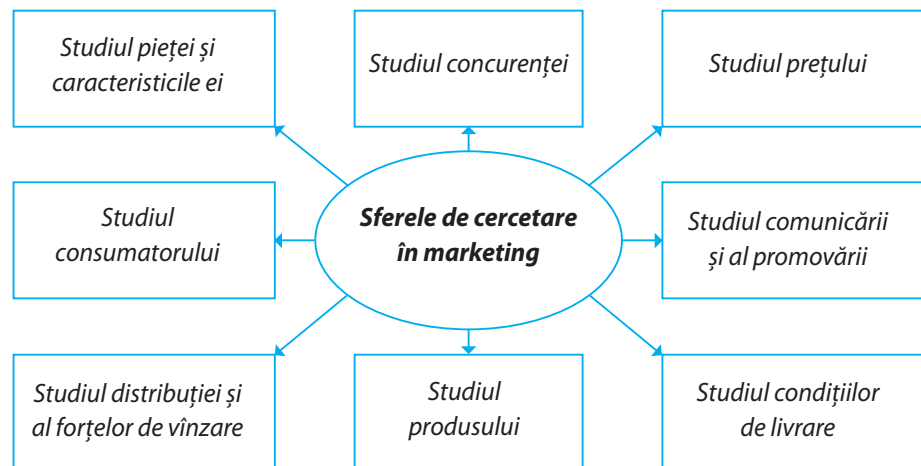 Studiul pieței și
caracteristicile ei
Studiul concurenței
Studiul prețului
Studiul
consumatorului
Sferele de cercetare
în marketing
Studiul comunicării
și al promovării
Studiul distribuției și
al forțelor de vînzare
Studiul
produsului
Studiul condițiilor
de livrare